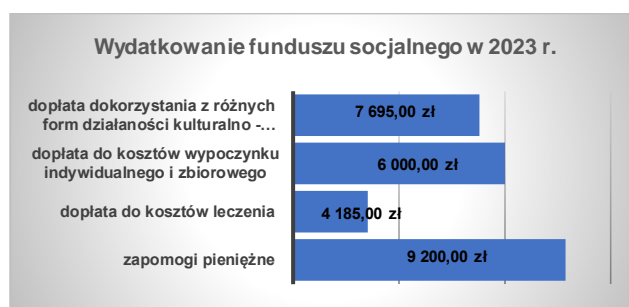 Wydatkowanie funduszu socjalnego w 2023 r.
dopłata dokorzystania z różnych
form działaności kulturalno -...
7 695,00 zł
dopłata do kosztów wypoczynku
indywidualnego i zbiorowego
6 000,00 zł
dopłata do kosztów leczenia
4 185,00 zł
zapomogi pieniężne
9 200,00 zł